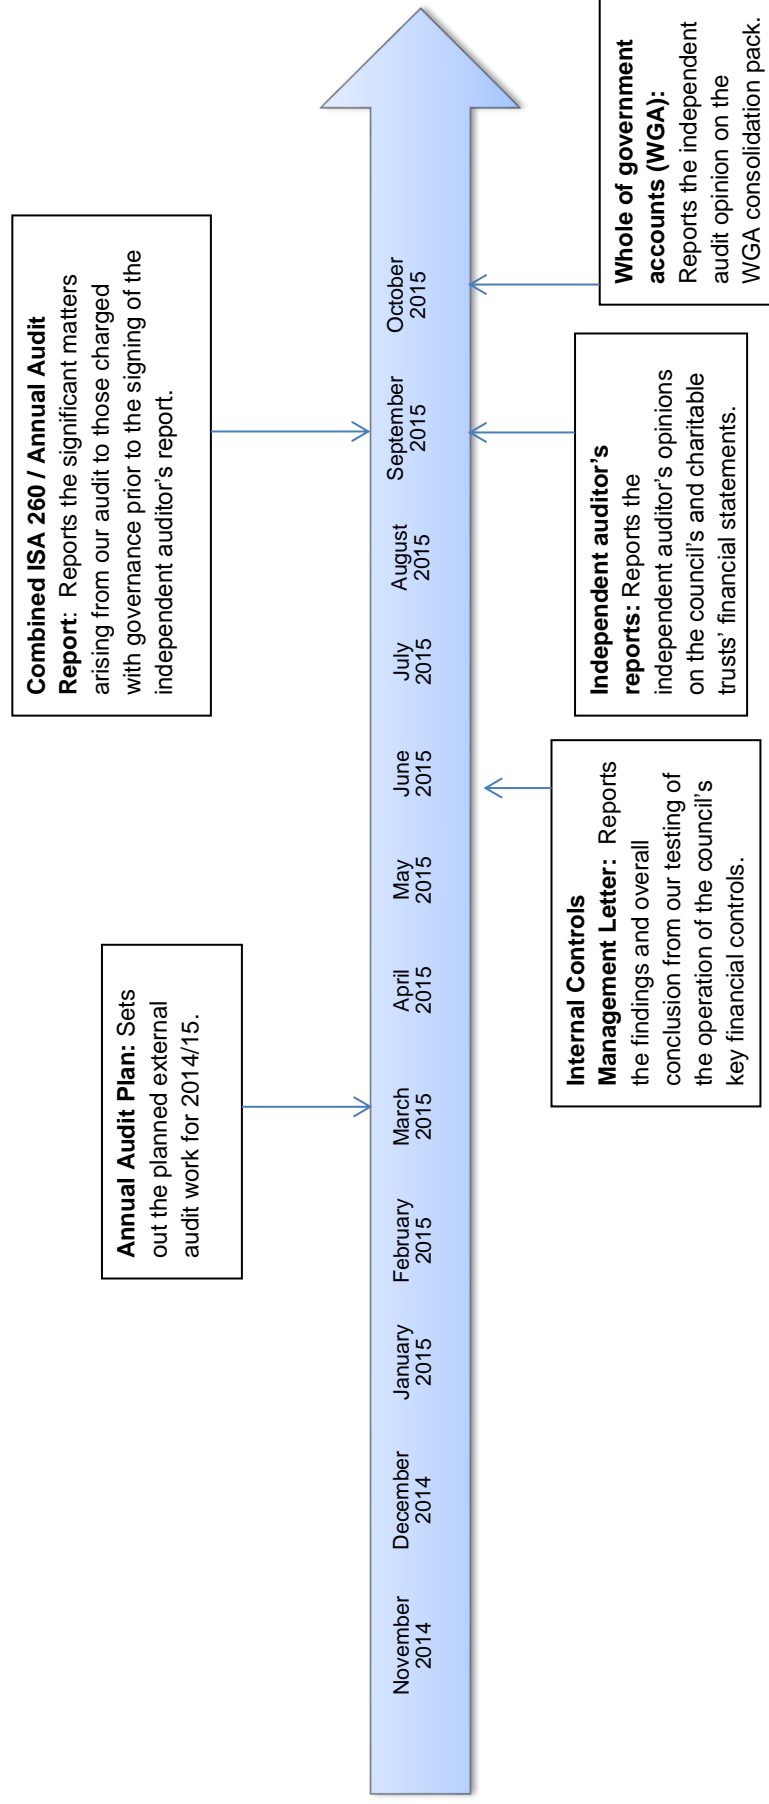 Annual Audit Plan: Sets
out the planned external
audit work for 2014/15.
Combined ISA 260 / Annual Audit
Report: Reports the significant matters
arising from our audit to those charged
with governance prior to the signing of the
independent auditor's report.
November
2014
December
2014
January
2015
February
2015
March
2015
April
2015
May
2015
June
2015
July
2015
August
2015
September
2015
October
2015
Internal Controls
Management Letter: Reports
the findings and overall
conclusion from our testing of
the operation of the council's
key financial controls.
Independent auditor's
reports: Reports the
independent auditor's opinions
on the council's and charitable
trusts' financial statements.
Whole of government
accounts (WGA):
Reports the independent
audit opinion on the
WGA consolidation pack.